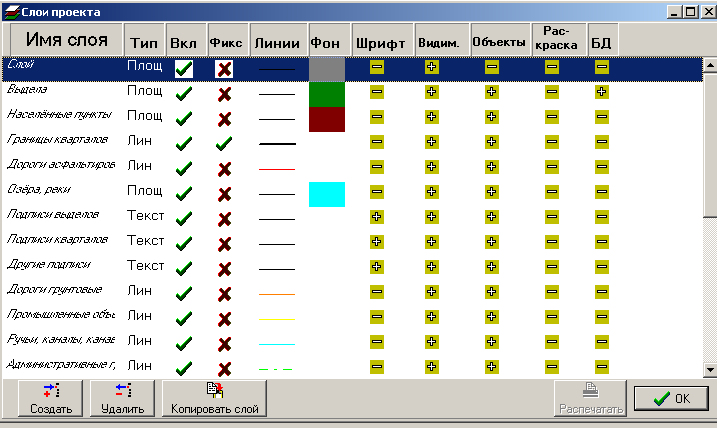 Слои проекта
Имя слоя Тип Вкл Фикс Линии Фон Шрифт Видим. Объекты Рас-краска БД
Слой Площ
Выдела Площ
Населённые пункты Площ
Границы кварталов Лин
Дороги асфальтиров Лин
Озёра, реки Площ
Подписи выделов Текст
Подписи кварталов Текст
Другие подписи Текст
Дороги грунтовые Лин
Промышленные объе Лин
Ручьи, каналы, канав Лин
Административные г, Лин
Создать Удалить Копировать слой Распечатать OK